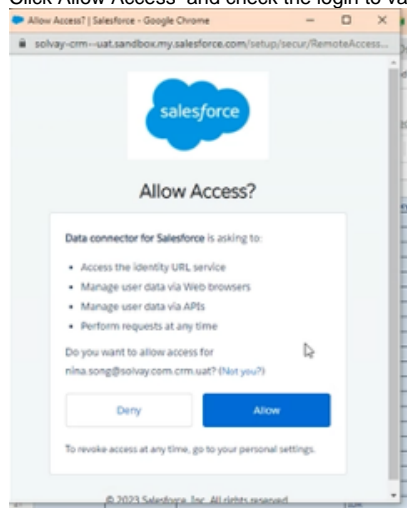 Click Allow Access" and check the login to va
Allow Access? | Salesforce - Google Chrome
solvay-crm--uat.sandbox.my.salesforce.com/setup/secur/RemoteAccess...
salesforce
Allow Access?
Data connector for Salesforce is asking to:
• Access the identity URL service
• Manage user data via Web browsers
• Manage user data via APIs
• Perform requests at any time
Do you want to allow access for
nina.song@solvay.com.crm.uat? (Not you?)
Deny
Allow
To revoke access at any time, go to your personal settings.
© 2023 Salesforce, Inc. All rights reserved.